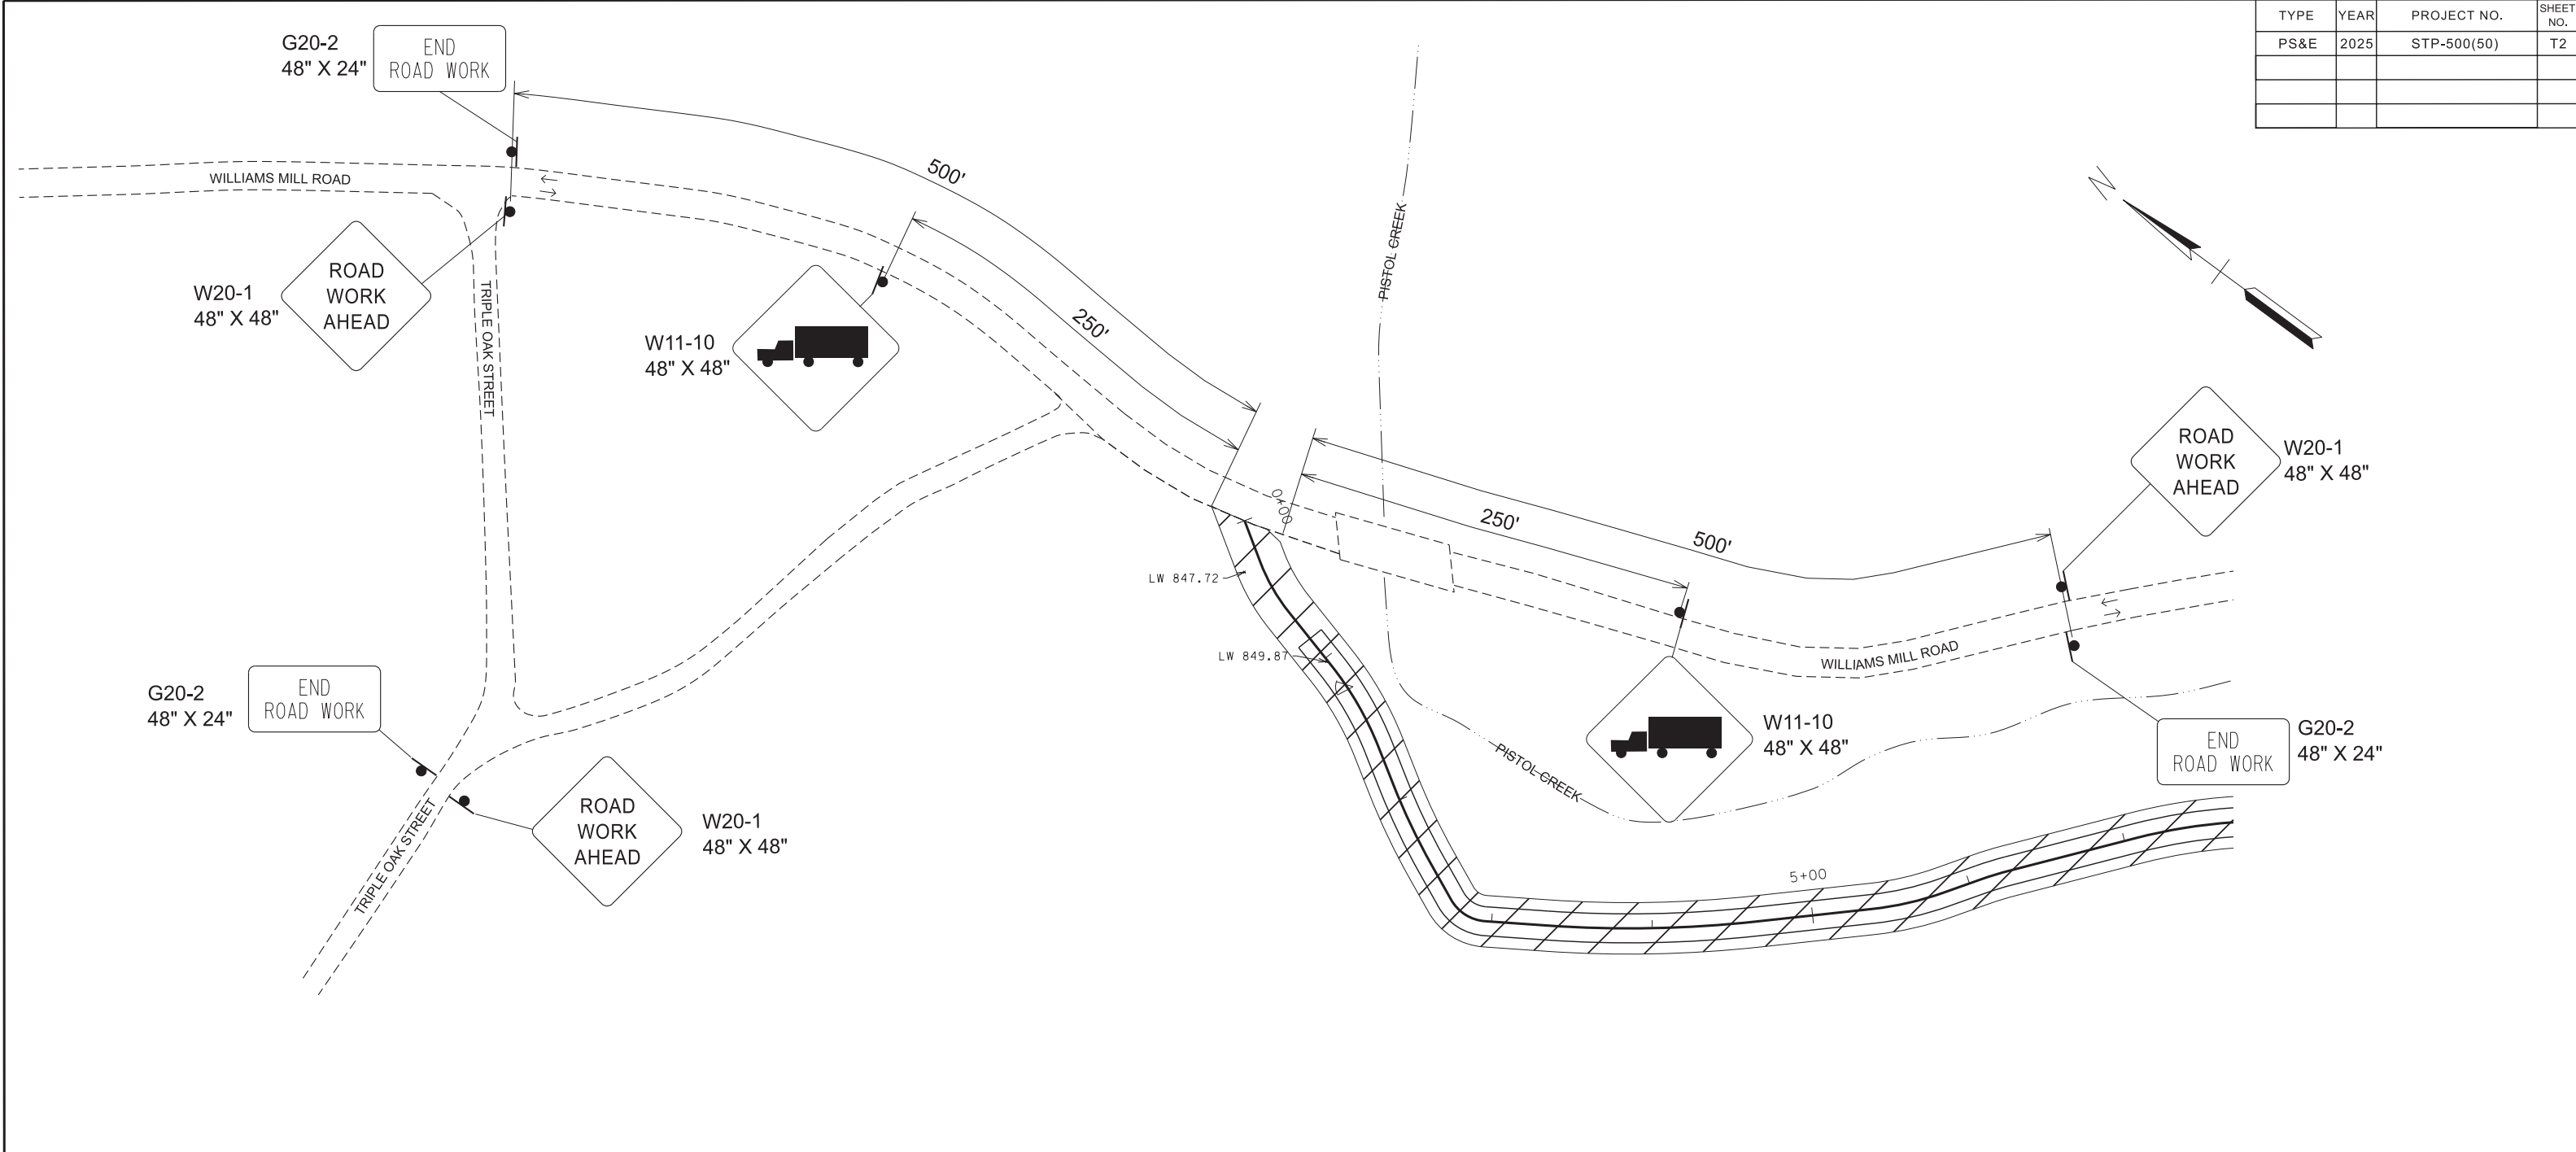 TYPE YEAR PROJECT NO. SHEET NO.
PS&E 2025 STP-500(50) T2
G20-2
48" X 24"
END
ROAD WORK
WILLIAMS MILL ROAD
W20-1
48" X 48"
ROAD
WORK
AHEAD
TRIPLE OAK STREET
500'
250'
W11-10
48" X 48"
PISTOL CREEK
N
0+00
250'
500'
ROAD
WORK
AHEAD
W20-1
48" X 48"
LW 847.72
LW 849.87
WILLIAMS MILL ROAD
G20-2
48" X 24"
END
ROAD WORK
W11-10
48" X 48"
PISTOL CREEK
END
ROAD WORK
G20-2
48" X 24"
TRIPLE OAK STREET
ROAD
WORK
AHEAD
W20-1
48" X 48"
5+00